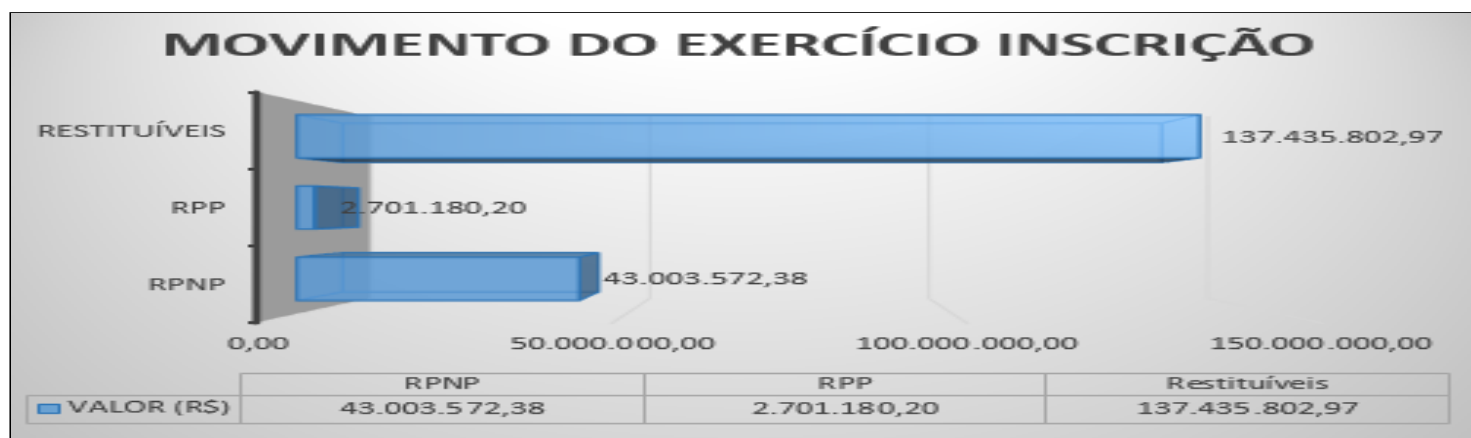 MOVIMENTO DO EXERCÍCIO INSCRIÇÃO
RESTITUÍVEIS 137.435.802,97
RPP 2.701.180,20
RPNP 43.003.572,38
0,00 50.000.000,00 100.000.000,00 150.000.000,00
RPNP RPP Restituíveis
VALOR (R$) 43.003.572,38 2.701.180,20 137.435.802,97